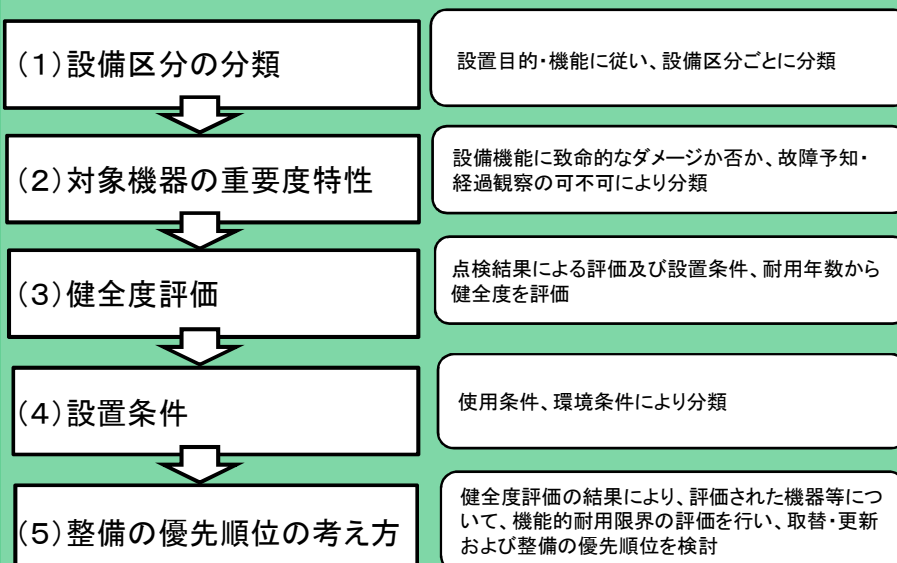 (1)設備区分の分類
設置目的・機能に従い、設備区分ごとに分類
(2)対象機器の重要度特性
設備機能に致命的なダメージか否か、故障予知・
経過観察の可不可により分類
(3)健全度評価
点検結果による評価及び設置条件、耐用年数から
健全度を評価
(4)設置条件
使用条件、環境条件により分類
(5)整備の優先順位の考え方
健全度評価の結果により、評価された機器等につ
いて、機能的耐用限界の評価を行い、取替・更新
および整備の優先順位を検討